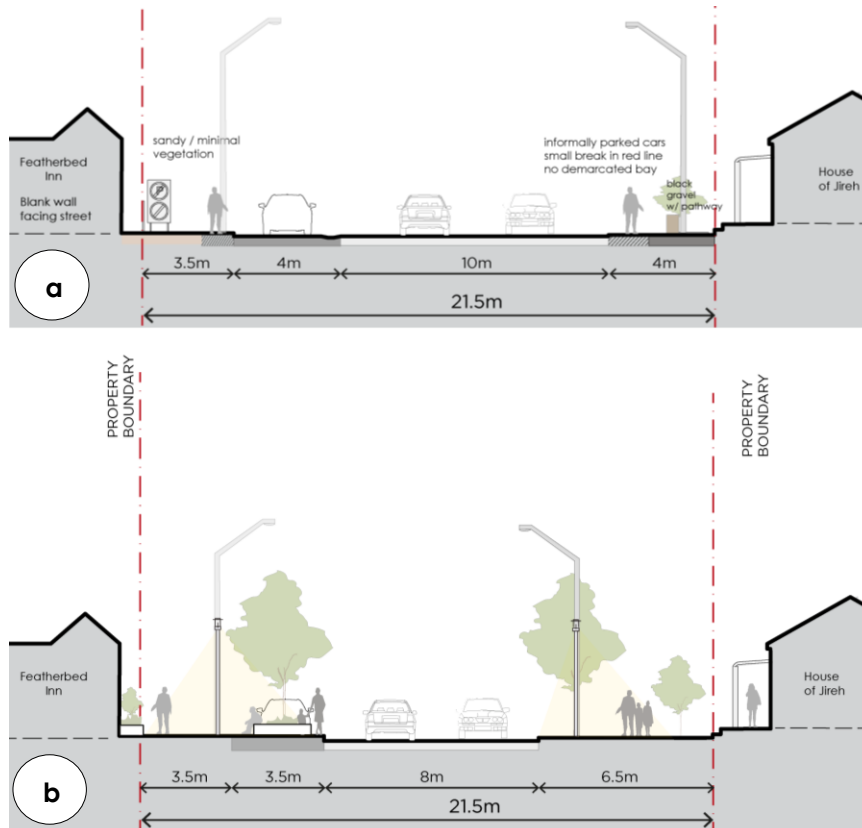 sandy / minimal
vegetation
informally parked cars
small break in red line
no demarcated bay
Featherbed
Inn
Blank wall
facing street
P
black
gravel
w/ pathway
House
of Jireh
3.5m
4m
10m
4m
21.5m
a
PROPERTY
BOUNDARY
PROPERTY
BOUNDARY
Featherbed
Inn
House
of Jireh
3.5m
3.5m
8m
6.5m
21.5m
b